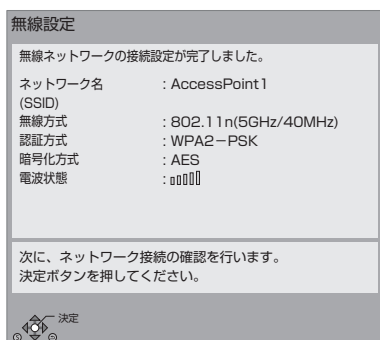 無線設定
無線ネットワークの接続設定が完了しました。
ネットワーク名 : AccessPoint1
(SSID)
無線方式 : 802.11n(5GHz/40MHz)
認証方式 : WPA2-PSK
暗号化方式 : AES
電波状態 :
次に、ネットワーク接続の確認を行います。
決定ボタンを押してください。
決定